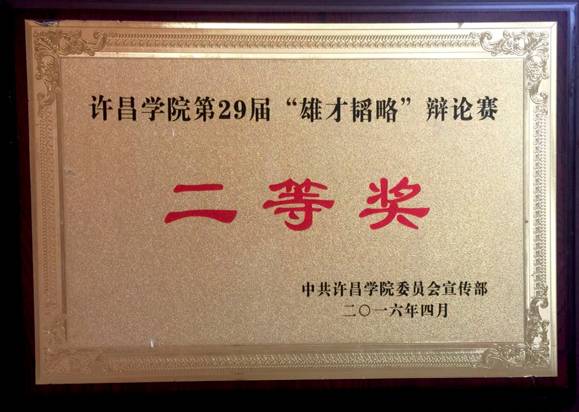 许昌学院第29届“雄才韬略”辩论赛
二等奖
中共许昌学院委员会宣传部
二〇一六年四月